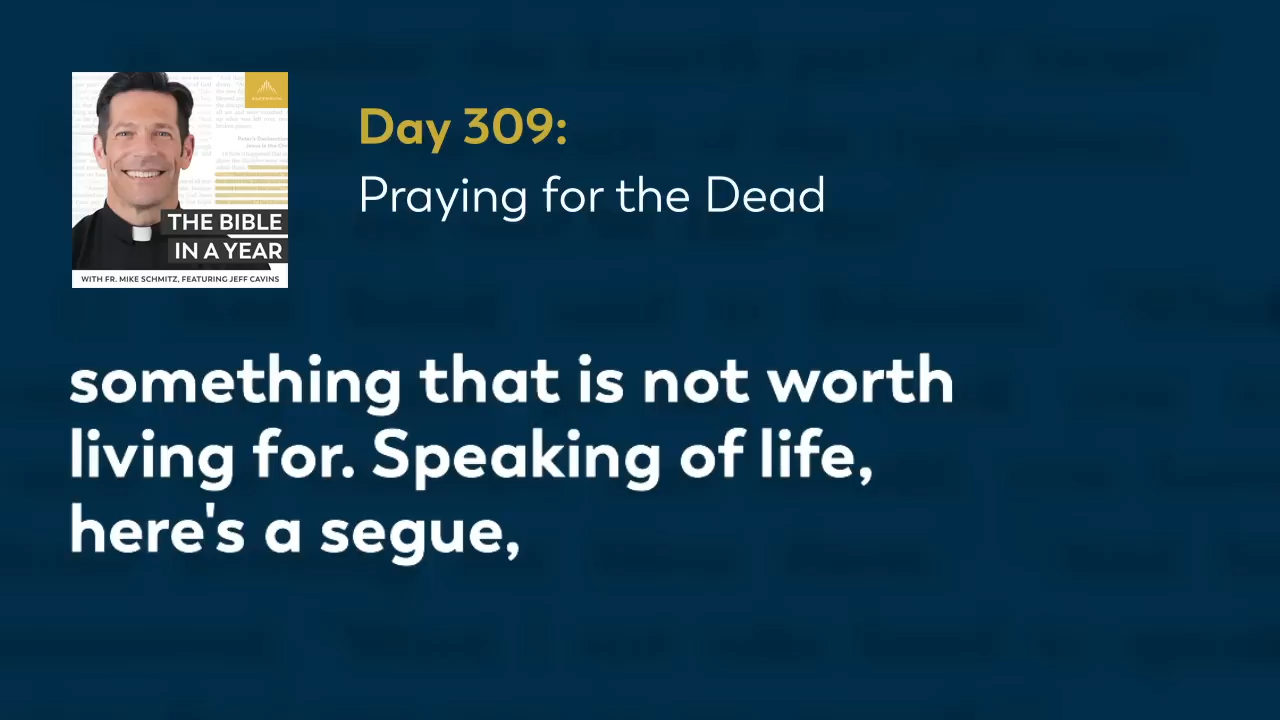 THE BIBLE
IN A YEAR
WITH FR. MIKE SCHMITZ, FEATURING JEFF CAVINS
Day 309:
Praying for the Dead
something that is not worth
living for. Speaking of life,
here's a segue,